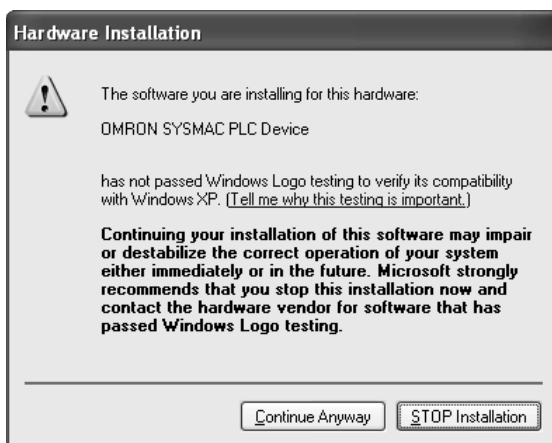 Hardware Installation
The software you are installing for this hardware:
OMRON SYSMAC PLC Device
has not passed Windows Logo testing to verify its compatibility
with Windows XP. (Tell me why this testing is important.)
Continuing your installation of this software may impair
or destabilize the correct operation of your system
either immediately or in the future. Microsoft strongly
recommends that you stop this installation now and
contact the hardware vendor for software that has
passed Windows Logo testing.
Continue Anyway
STOP Installation